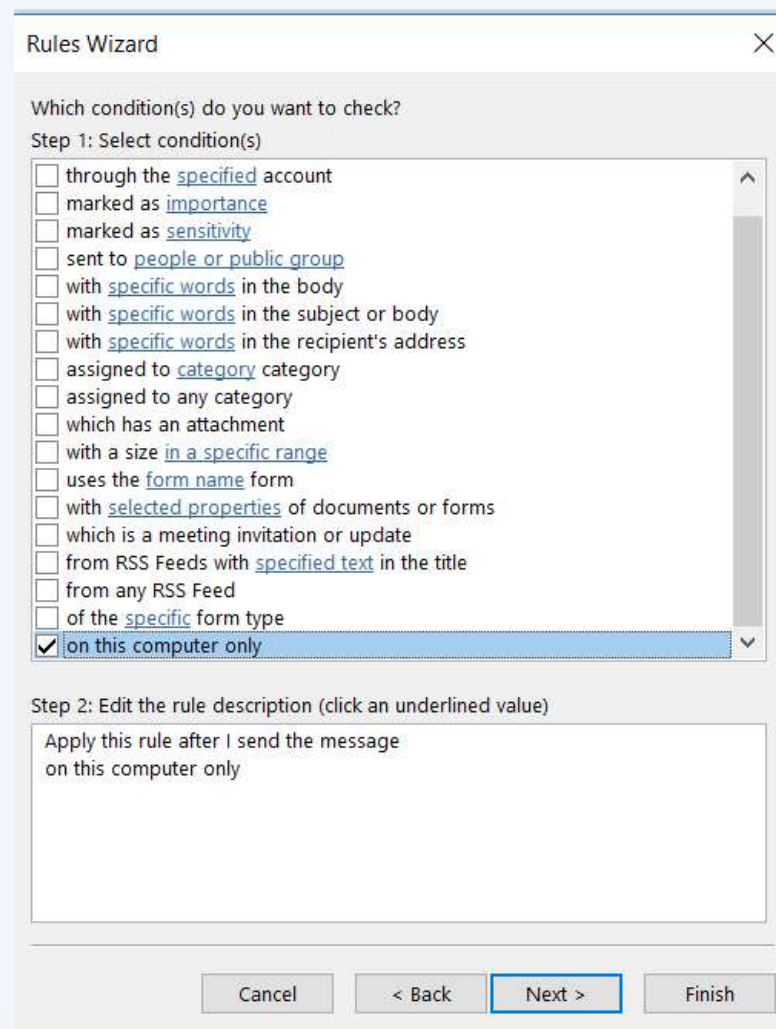 Rules Wizard
Which condition(s) do you want to check?
Step 1: Select condition(s)
through the specified account
marked as importance
marked as sensitivity
sent to people or public group
with specific words in the body
with specific words in the subject or body
with specific words in the recipient's address
assigned to category category
assigned to any category
which has an attachment
with a size in a specific range
uses the form name form
with selected properties of documents or forms
which is a meeting invitation or update
from RSS Feeds with specified text in the title
from any RSS Feed
of the specific form type
on this computer only
Step 2: Edit the rule description (click an underlined value)
Apply this rule after I send the message
on this computer only
Cancel < Back Next > Finish